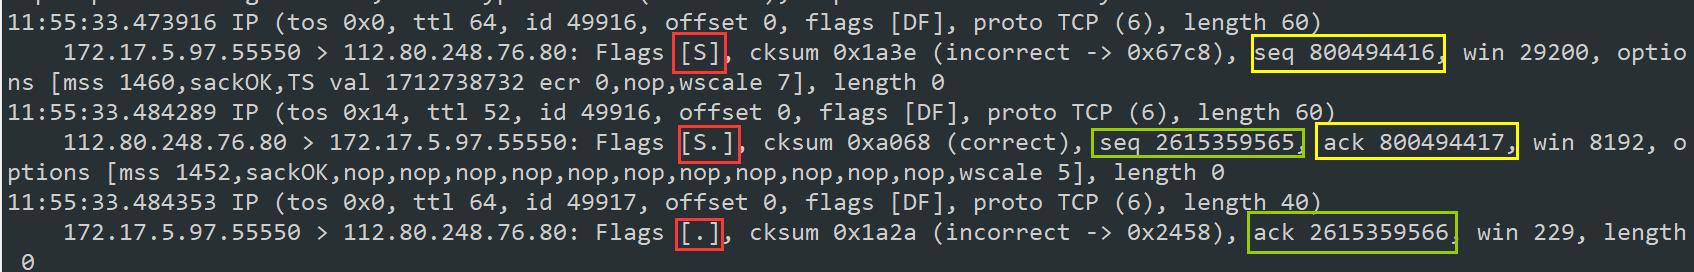 11:55:33.473916 IP (tos 0x0, ttl 64, id 49916, offset 0, flags [DF], proto TCP (6), length 60)
172.17.5.97.55550 > 112.80.248.76.80: Flags [S], cksum 0x1a3e (incorrect -> 0x67c8), seq 800494416, win 29200, optio
ns [mss 1460,sackOK,TS val 1712738732 ecr 0,nop,wscale 7], length 0
11:55:33.484289 IP (tos 0x14, ttl 52, id 49916, offset 0, flags [DF], proto TCP (6), length 60)
112.80.248.76.80 > 172.17.5.97.55550: Flags [S.], cksum 0xa068 (correct), seq 2615359565, ack 800494417, win 8192, o
ptions [mss 1452,sackOK,nop,nop,nop,nop,nop,nop,nop,nop,nop,nop,nop,wscale 5], length 0
11:55:33.484353 IP (tos 0x0, ttl 64, id 49917, offset 0, flags [DF], proto TCP (6), length 40)
172.17.5.97.55550 > 112.80.248.76.80: Flags [.], cksum 0x1a2a (incorrect -> 0x2458), ack 2615359566, win 229, length
0